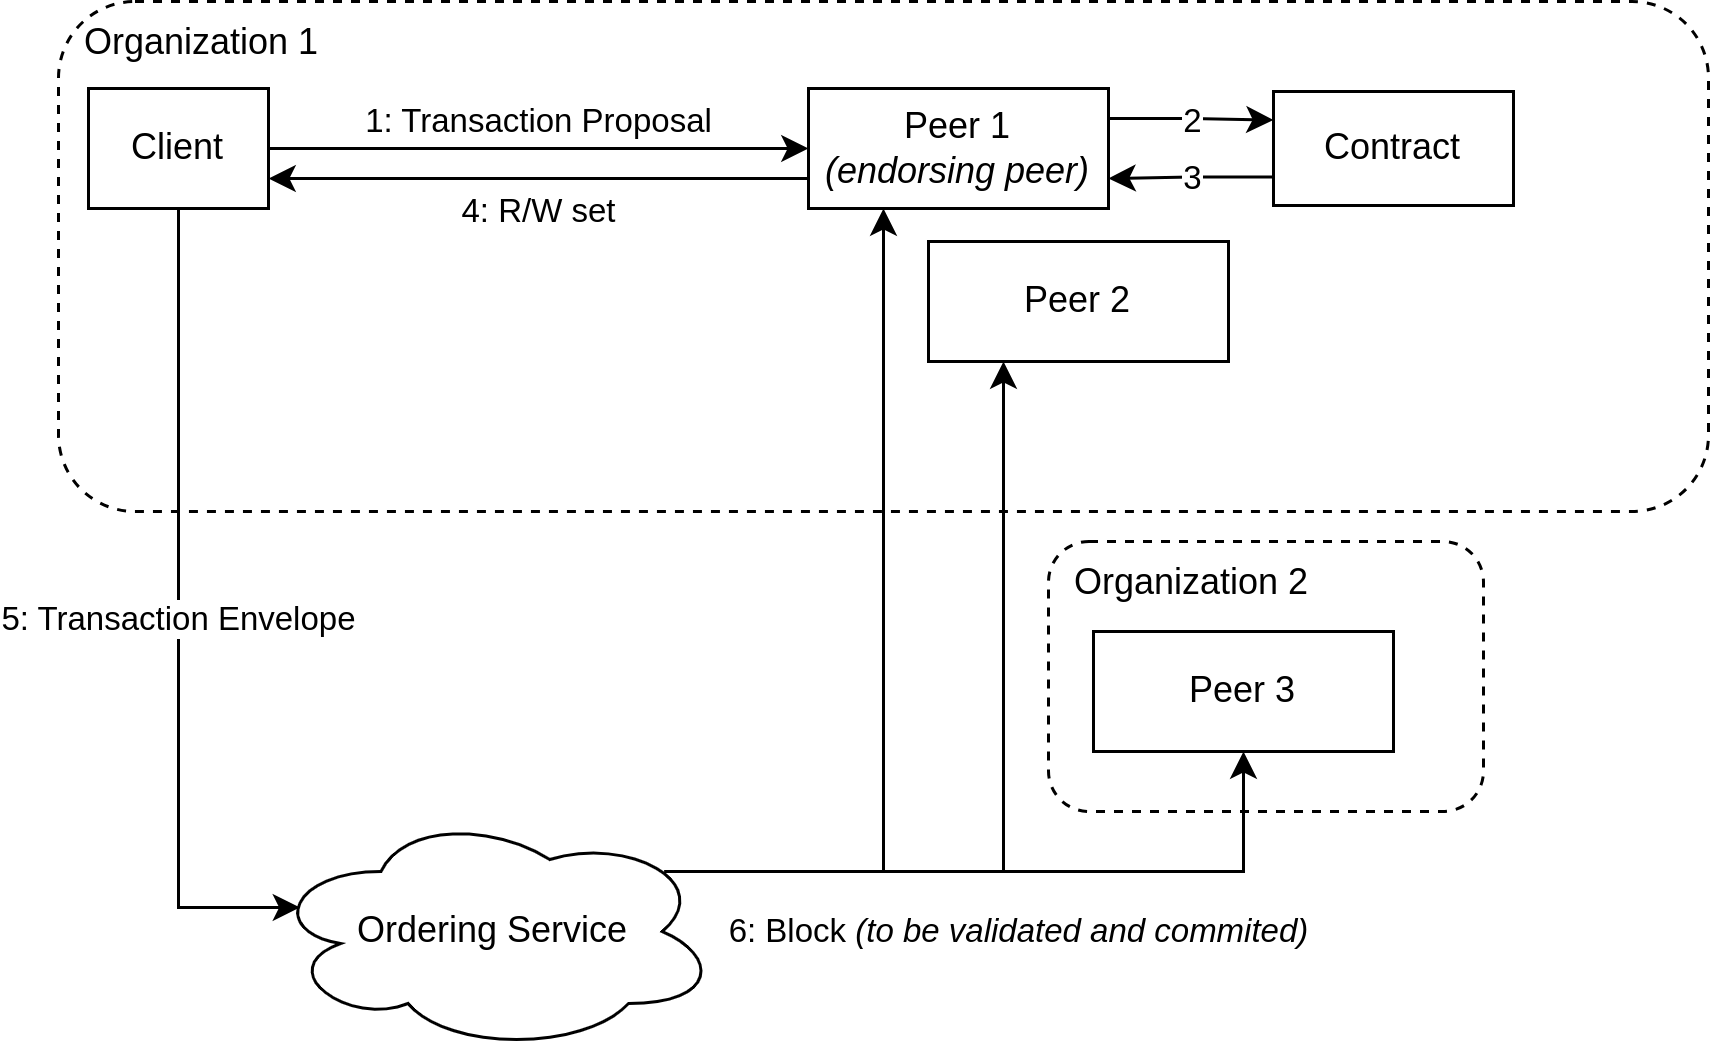 Organization 1
Client
1: Transaction Proposal
4: R/W set
Peer 1
(endorsing peer)
2
3
Contract
Peer 2
5: Transaction Envelope
Organization 2
Peer 3
Ordering Service
6: Block (to be validated and commited)